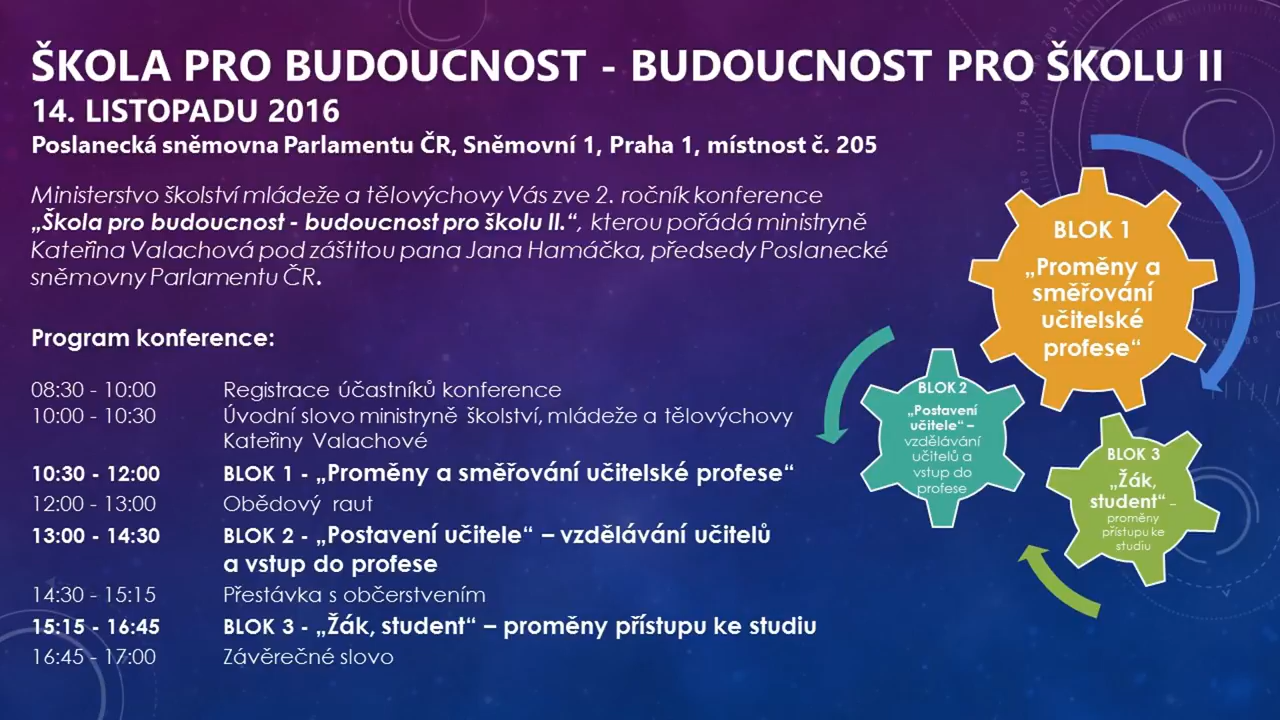 ŠKOLA PRO BUDOUCNOST - BUDOUCNOST PRO ŠKOLU II
14. LISTOPADU 2016
Poslanecká sněmovna Parlamentu ČR, Sněmovní 1, Praha 1, místnost č. 205
Ministerstvo školství mládeže a tělovýchovy Vás zve 2. ročník konference
„Škola pro budoucnost - budoucnost pro školu II.“, kterou pořádá ministryně
Kateřina Valachová pod záštitou pana Jana Hamáčka, předsedy Poslanecké
sněmovny Parlamentu ČR.
Program konference:
08:30 - 10:00 Registrace účastníků konference
10:00 - 10:30 Úvodní slovo ministryně školství, mládeže a tělovýchovy
Kateřiny Valachové
10:30 - 12:00 BLOK 1 - „Proměny a směřování učitelské profese“
12:00 - 13:00 Obědový raut
13:00 - 14:30 BLOK 2 - „Postavení učitele“ – vzdělávání učitelů
a vstup do profese
14:30 - 15:15 Přestávka s občerstvením
15:15 - 16:45 BLOK 3 - „Žák, student“ – proměny přístupu ke studiu
16:45 - 17:00 Závěrečné slovo
BLOK 1
„Proměny a
směřování
učitelské
profese“
BLOK 2
„Postavení
učitele“ –
vzdělávání
učitelů a
vstup do
profese
BLOK 3
„Žák,
student“ –
proměny
přístupu ke
studiu